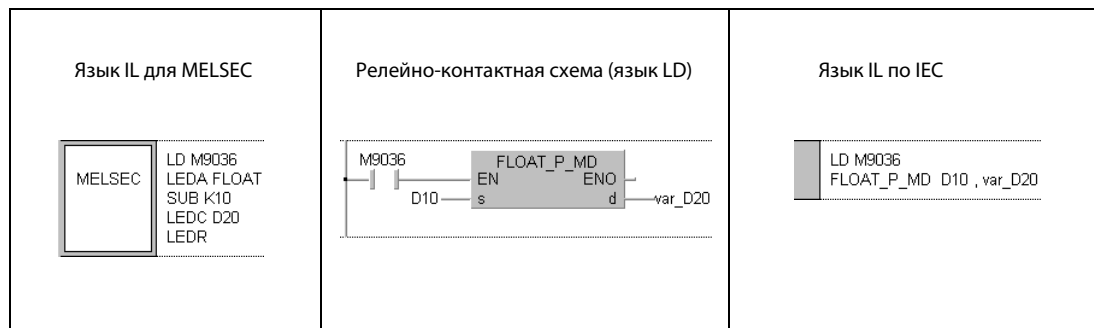 Язык IL для MELSEC
MELSEC
LD M9036
LEDA FLOAT
SUB K10
LEDC D20
LEDR
Релейно-контактная схема (язык LD)
M9036
FLOAT_P_MD
EN ENO
D10 s d var_D20
Язык IL по IEC
LD M9036
FLOAT_P_MD D10 , var_D20